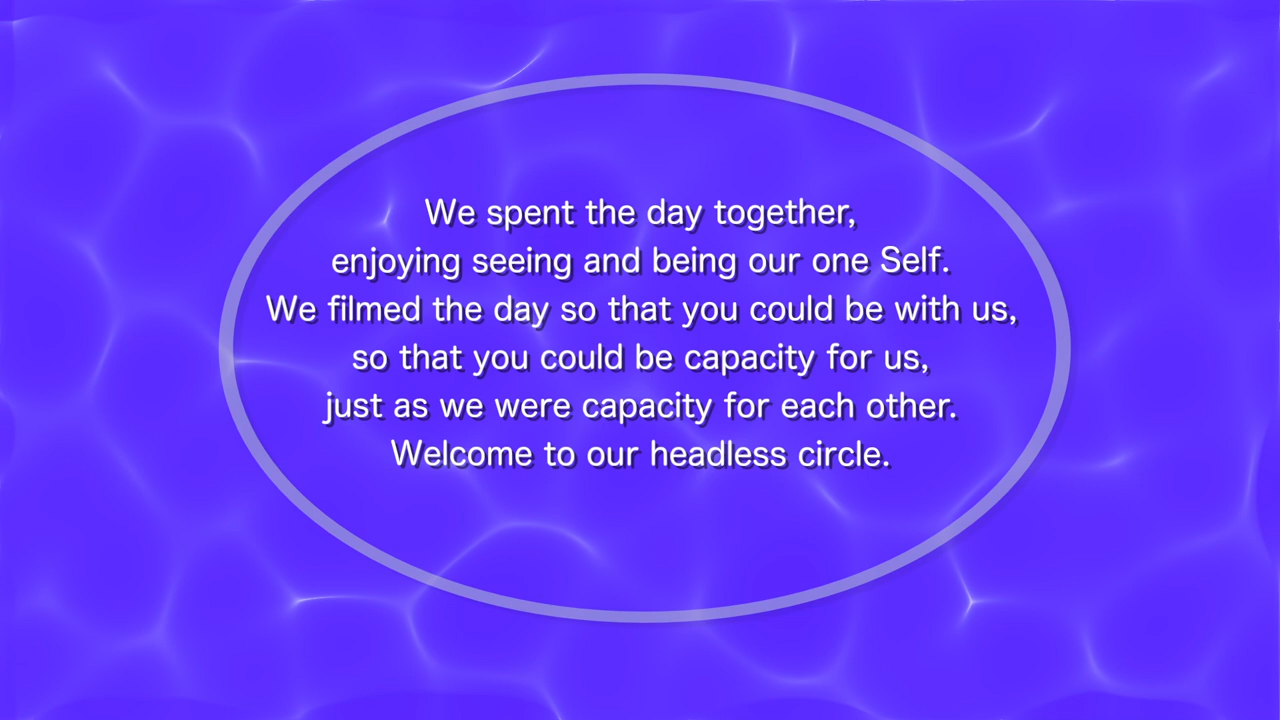 We spent the day together,
enjoying seeing and being our one Self.
We filmed the day so that you could be with us,
so that you could be capacity for us,
just as we were capacity for each other.
Welcome to our headless circle.